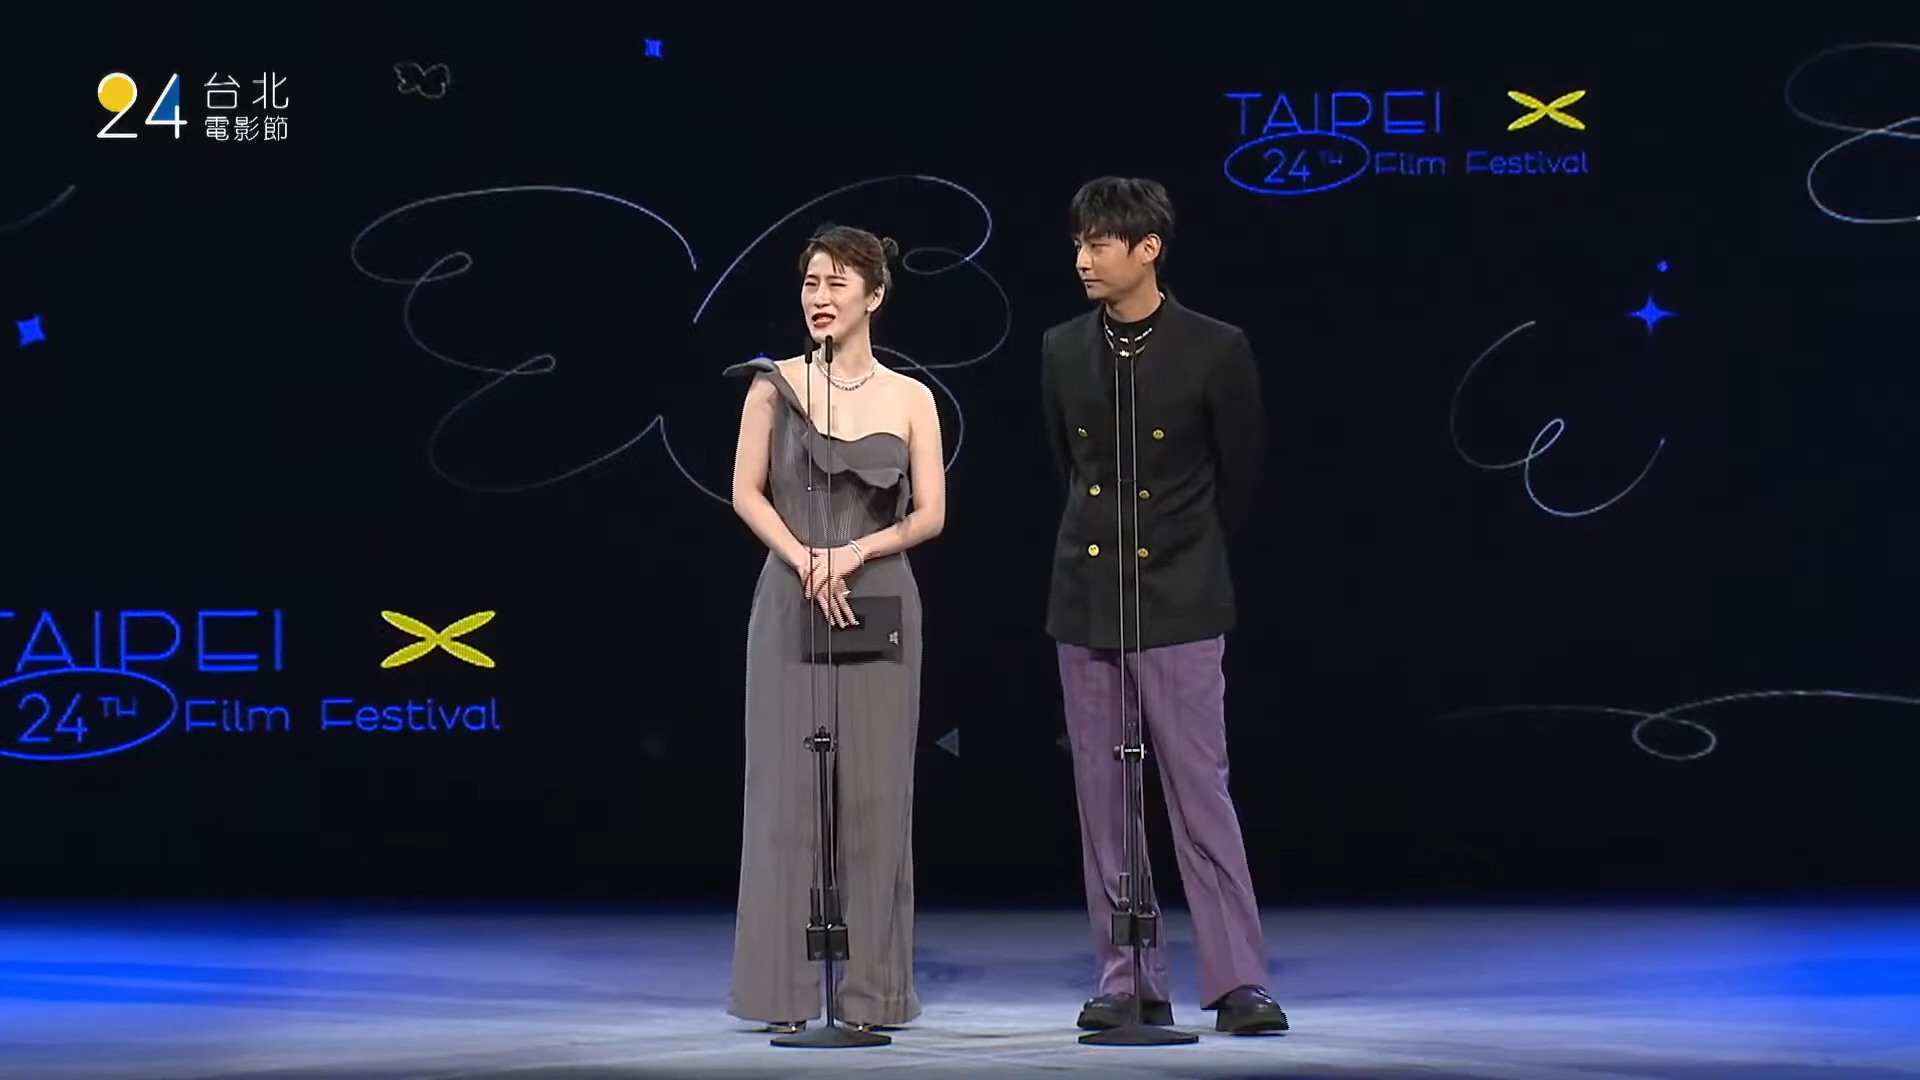 24 台北
電影節
TAIPEI
24TH Film Festival
TAIPEI
24TH Film Festival